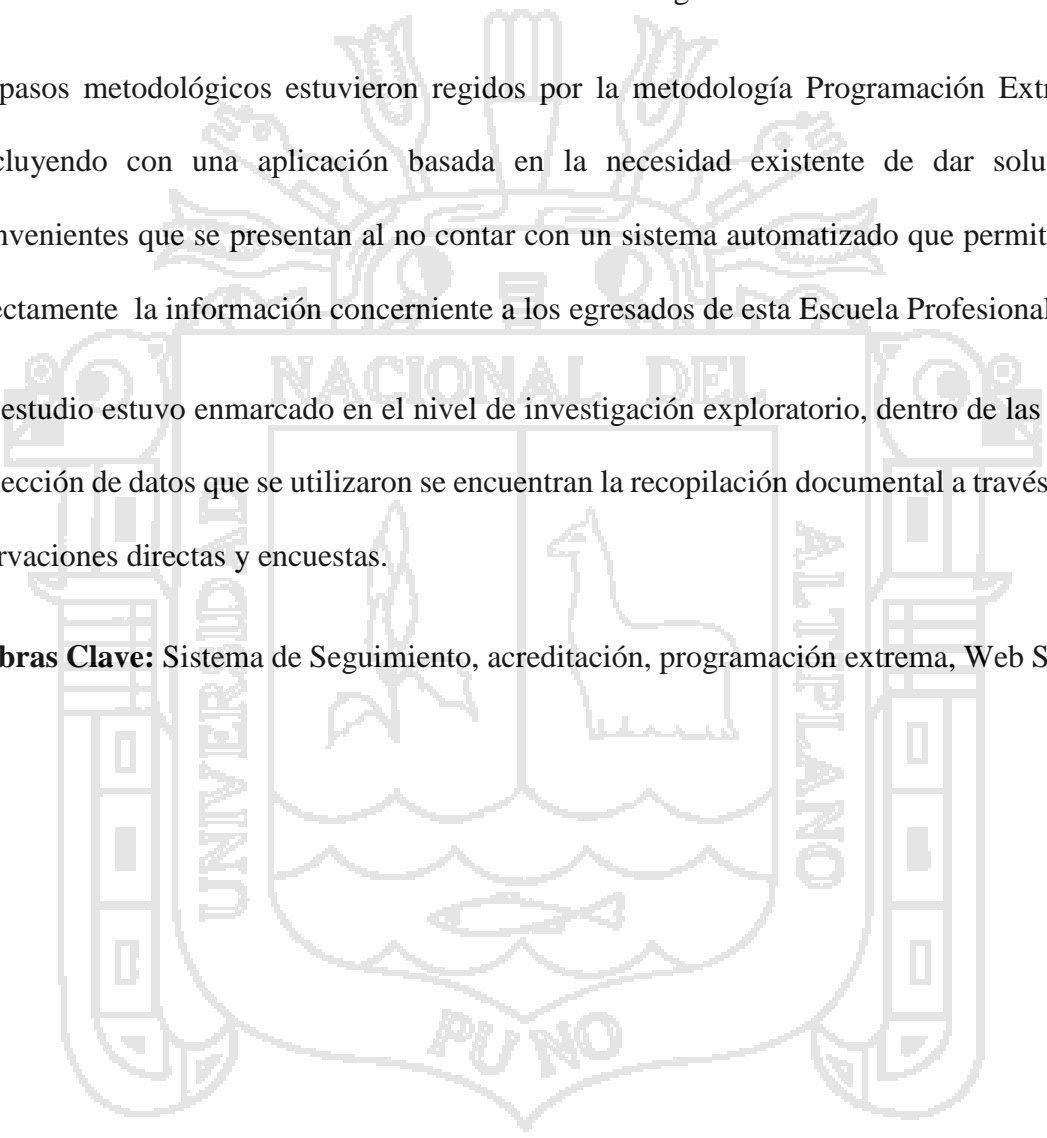 pasos metodológicos estuvieron regidos por la metodología Programación Extr
cluyendo con una aplicación basada en la necesidad existente de dar solu
nvenientes que se presentan al no contar con un sistema automatizado que permit
ectamente la información concerniente a los egresados de esta Escuela Profesional
estudio estuvo enmarcado en el nivel de investigación exploratorio, dentro de las
lección de datos que se utilizaron se encuentran la recopilación documental a través
rvaciones directas y encuestas.
bras Clave: Sistema de Seguimiento, acreditación, programación extrema, Web S
NACIONAL DEL
UNIVERSIDAD
ALTIPLANO
PUNO